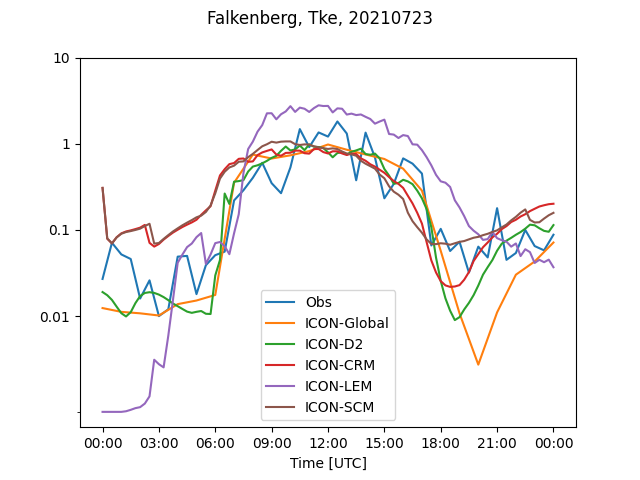 Falkenberg, Tke, 20210723
10
1
0.1
0.01
Obs
ICON-Global
ICON-D2
ICON-CRM
ICON-LEM
ICON-SCM
00:00 03:00 06:00 09:00 12:00 15:00 18:00 21:00 00:00
Time [UTC]